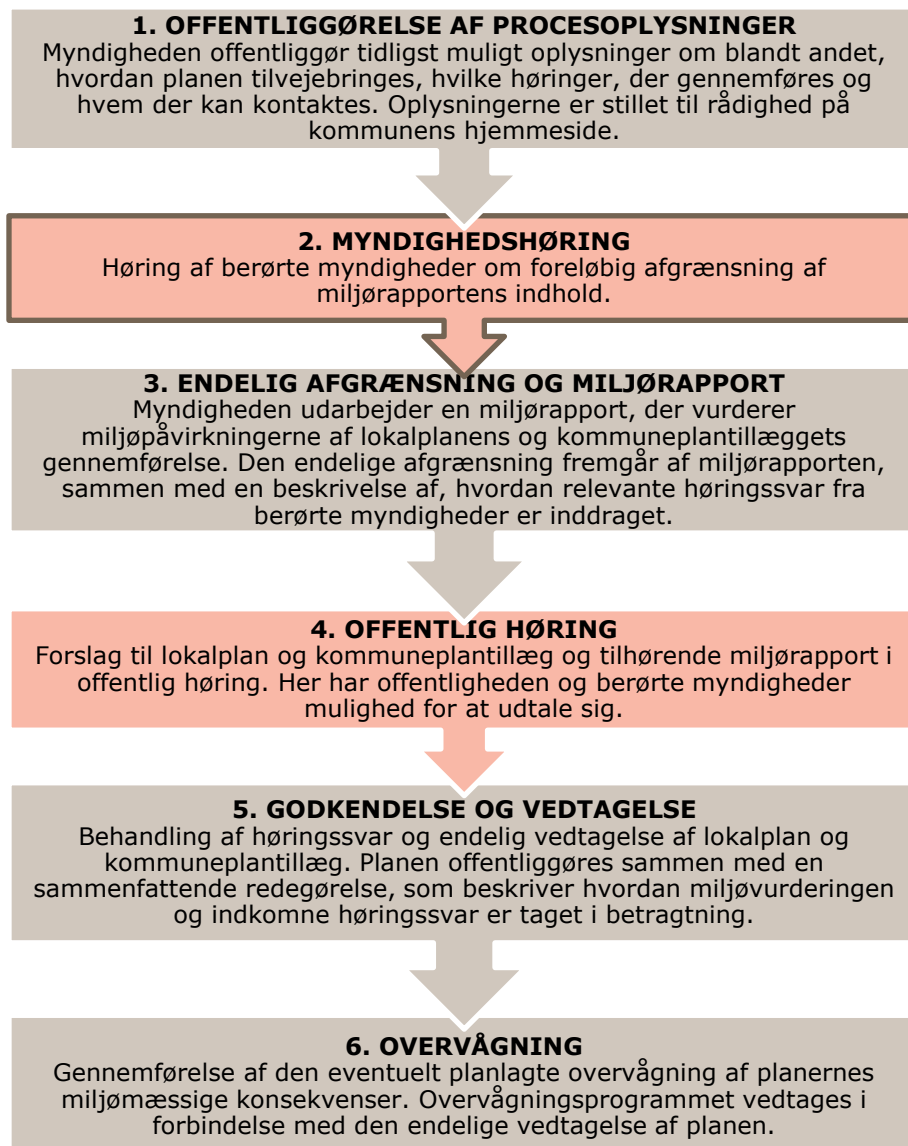 1. OFFENTLIGGØRELSE AF PROCESOPLYSNINGER
Myndigheden offentliggør tidligst muligt oplysninger om blandt andet,
hvordan planen tilvejebringes, hvilke høringer, der gennemføres og
hvem der kan kontaktes. Oplysningerne er stillet til rådighed på
kommunens hjemmeside.
2. MYNDIGHEDSHØRING
Høring af berørte myndigheder om foreløbig afgrænsning af
miljørapportens indhold.
3. ENDELIG AFGRÆNSNING OG MILJØRAPPORT
Myndigheden udarbejder en miljørapport, der vurderer
miljøpåvirkningerne af lokalplanens og kommuneplantillæggets
gennemførelse. Den endelige afgrænsning fremgår af miljørapporten,
sammen med en beskrivelse af, hvordan relevante høringssvar fra
berørte myndigheder er inddraget.
4. OFFENTLIG HØRING
Forslag til lokalplan og kommuneplantillæg og tilhørende miljørapport i
offentlig høring. Her har offentligheden og berørte myndigheder
mulighed for at udtale sig.
5. GODKENDELSE OG VEDTAGELSE
Behandling af høringssvar og endelig vedtagelse af lokalplan og
kommuneplantillæg. Planen offentliggøres sammen med en
sammenfattende redegørelse, som beskriver hvordan miljøvurderingen
og indkomne høringssvar er taget i betragtning.
6. OVERVÅGNING
Gennemførelse af den eventuelt planlagte overvågning af planernes
miljømæssige konsekvenser. Overvågningsprogrammet vedtages i
forbindelse med den endelige vedtagelse af planen.